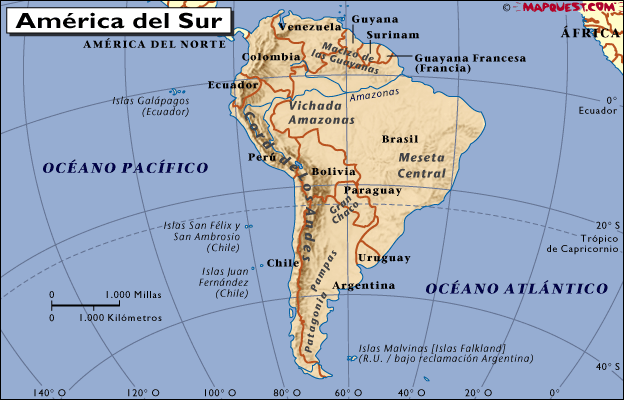 América del Sur
MAPQUEST.COM
AMÉRICA DEL NORTE
ÁFRICA
Venezuela
Guyana
Surinam
Macizo de
las Guayanas
Guayana Francesa
(Francia)
Colombia
Ecuador
Islas Galápagos
(Ecuador)
Amazonas
0°
Ecuador
Vichada
Amazonas
Brasil
Meseta
Central
Perú
Cord. de Los Andes
OCÉANO PACÍFICO
Bolivia
Paraguay
Gran
Chaco
Islas San Félix y
San Ambrosio
(Chile)
20°S
Trópico
de Capricornio
Chile
Islas Juan
Fernández
(Chile)
Uruguay
Pampas
Argentina
OCÉANO ATLÁNTICO
0 1.000 Millas
0 1.000 Kilómetros
Patagonia
Islas Malvinas [Islas Falkland]
(R.U. / bajo reclamación Argentina)
40°S
140°O 120°O 100°O 80°O 60°O 40°O 20°O 0°